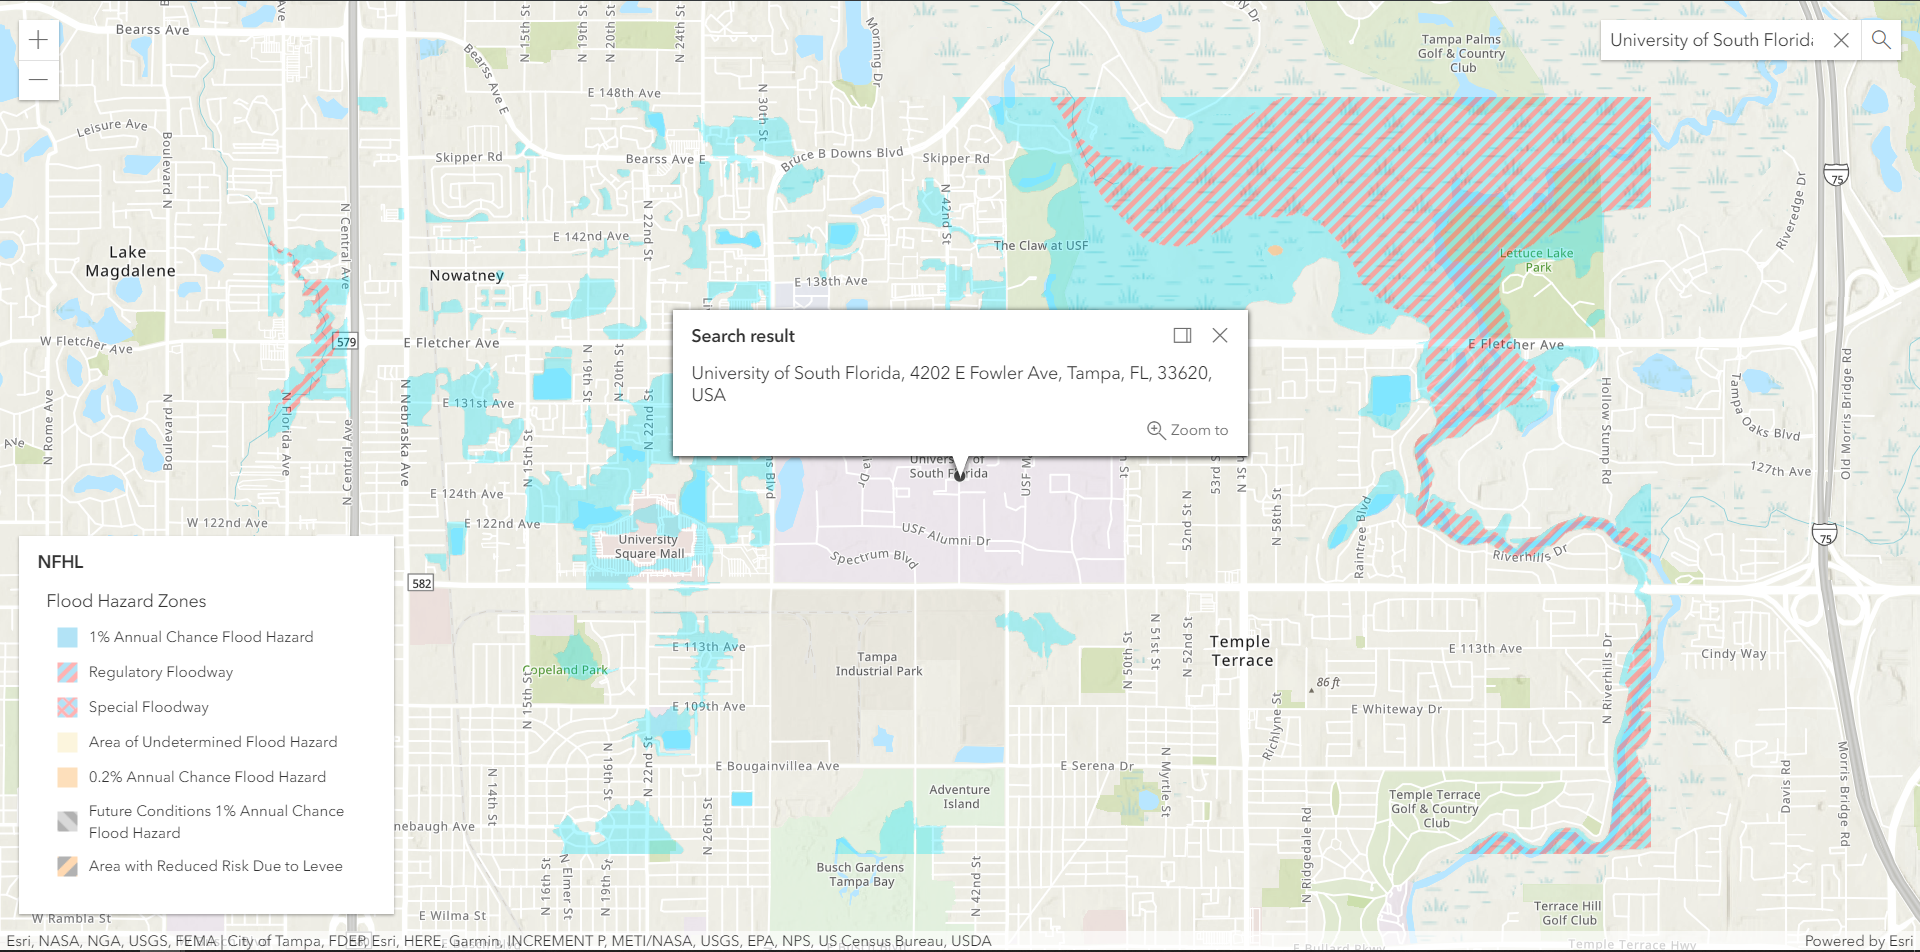 Bearss Ave
Ave
N 15th St
N 19th St
N 20th St
N 24th St
Morning Dr
y Dr
Tampa Palms
Golf & Country
Club
University of South Florida
Bearss Ave E
E 148th Ave
N 30th St
Leisure Ave
Boulevard N
Skipper Rd
Bearss Ave E
Bruce B Downs Blvd
Skipper Rd
75
Riveredge Dr
N Central Ave
N 22nd St
N 42nd St
E 142nd Ave
The Claw at USF
Lake
Magdalene
Nowatney
E 138th Ave
Lettuce Lake
Park
W Fletcher Ave
579
E Fletcher Ave
E Fletcher Ave
Search result
University of South Florida, 4202 E Fowler Ave, Tampa, FL, 33620,
USA
Zoom to
N Rome Ave
Boulevard N
N Florida Ave
N Central Ave
N Nebraska Ave
E 131st Ave
N 15th St
N 19th St
N 20th St
N 22nd St
Ave
University of
South Florida
USF M
53rd
Hollow Stump Rd
Tampa Oaks Blvd
Old Morris Bridge Rd
127th Ave
E 124th Ave
W 122nd Ave
E 122nd Ave
University
Square Mall
USF Alumni Dr
Spectrum Blvd
52nd St N
N 58th St
Raintree Blvd
Riverhills Dr
75
582
NFHL
Flood Hazard Zones
1% Annual Chance Flood Hazard
Regulatory Floodway
Special Floodway
Area of Undetermined Flood Hazard
0.2% Annual Chance Flood Hazard
Future Conditions 1% Annual Chance
Flood Hazard
Area with Reduced Risk Due to Levee
E 113th Ave
Copeland Park
Tampa
Industrial Park
N 50th St
N 51st St
N 52nd St
Temple
Terrace
E 113th Ave
N Riverhills Dr
Cindy Way
86 ft
N 15th St
E 109th Ave
Richlyne St
E Whiteway Dr
N 14th St
N 19th St
N 22nd St
E Bougainvillea Ave
E Serena Dr
N Myrtle St
Davis Rd
Morris Bridge Rd
Adventure
Island
Temple Terrace
Golf & Country
Club
nebaugh Ave
N 26th St
N Ridgedale Rd
N 16th St
N Elmer St
N 19th St
Busch Gardens
Tampa Bay
N 42nd St
W Rambla St
E Wilma St
Terrace Hill
Golf Club
Temple Terrace Hwy
E Bullard Pkwy
Esri, NASA, NGA, USGS, FEMA | City of Tampa, FDEP, Esri, HERE, Garmin, INCREMENT P, METI/NASA, USGS, EPA, NPS, US Census Bureau, USDA
Powered by Esri